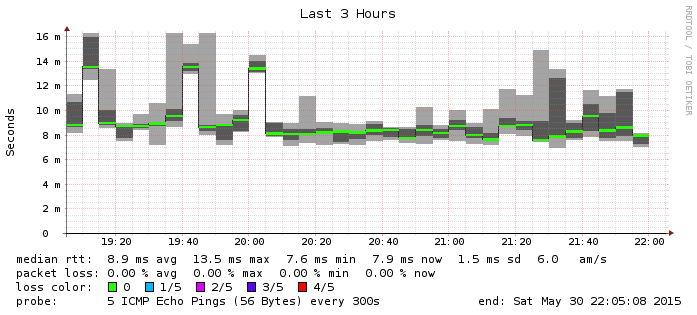 Last 3 Hours
RRDTOOL / TOBI OETIKER
Seconds
16 m
14 m
12 m
10 m
8 m
6 m
4 m
2 m
0
19:20 19:40 20:00 20:20 20:40 21:00 21:20 21:40 22:00
median rtt: 8.9 ms avg 13.5 ms max 7.6 ms min 7.9 ms now 1.5 ms sd 6.0 am/s
packet loss: 0.00 % avg 0.00 % max 0.00 % min 0.00 % now
loss color: 0 1/5 2/5 3/5 4/5
probe: 5 ICMP Echo Pings (56 Bytes) every 300s end: Sat May 30 22:05:08 2015